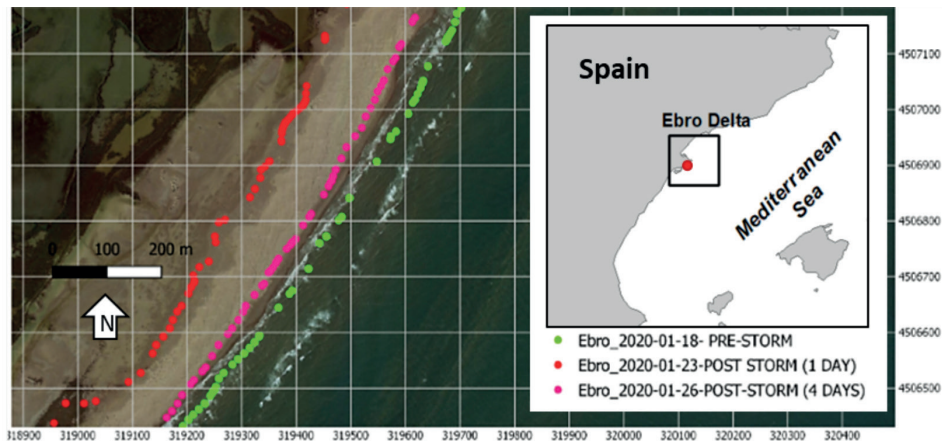 Spain
Ebro Delta
Mediterranean
Sea
0 100 200 m
N
Ebro_2020-01-18- PRE-STORM
Ebro_2020-01-23-POST STORM (1 DAY)
Ebro_2020-01-26-POST-STORM (4 DAYS)
4507100
4507000
4506900
4506800
4506700
4506600
4506500
318900 319000 319100 319200 319300 319400 319500 319600 319700 319800 319900 320000 320100 320200 320300 320400